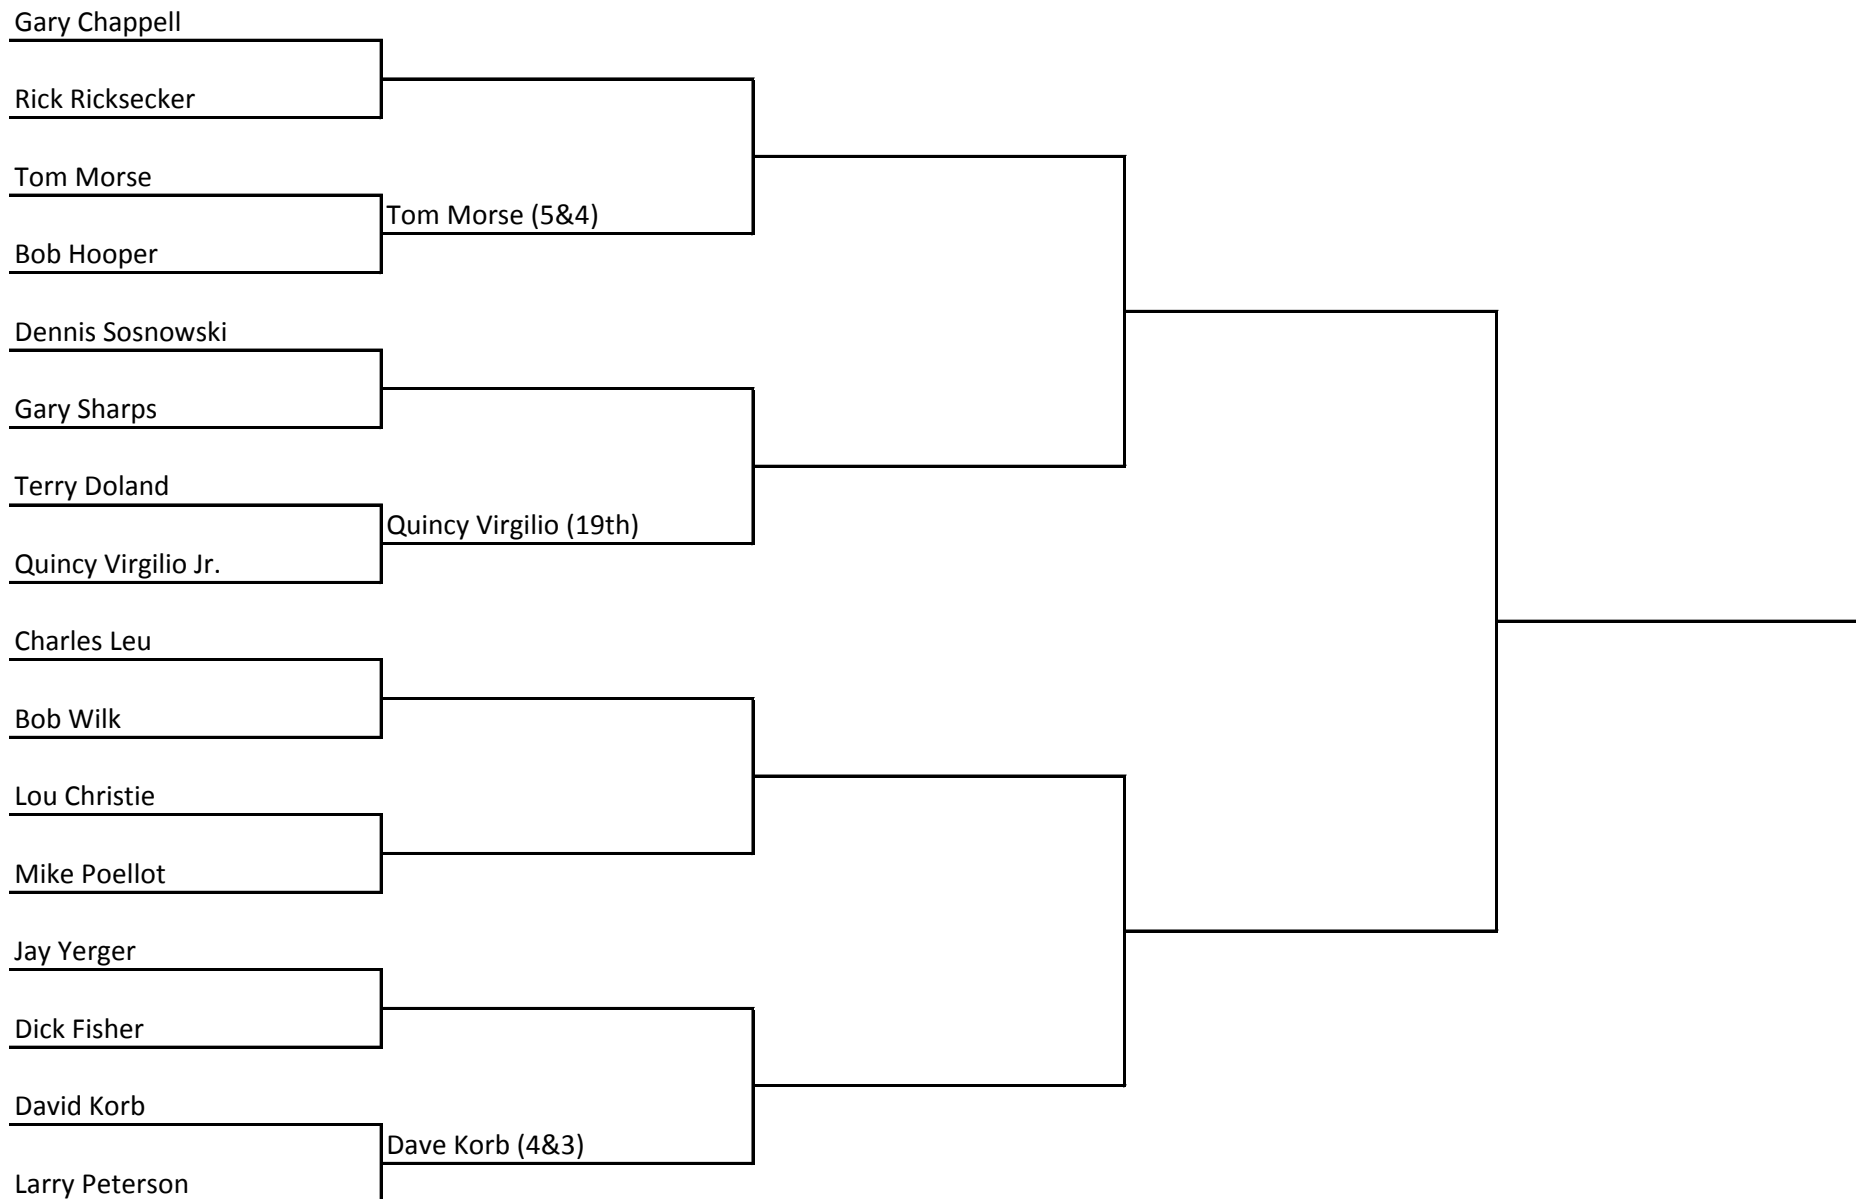 Gary Chappell
Rick Ricksecker
Tom Morse
Tom Morse (5&4)
Bob Hooper
Dennis Sosnowski
Gary Sharps
Terry Doland
Quincy Virgilio (19th)
Quincy Virgilio Jr.
Charles Leu
Bob Wilk
Lou Christie
Mike Poellot
Jay Yerger
Dick Fisher
David Korb
Dave Korb (4&3)
Larry Peterson